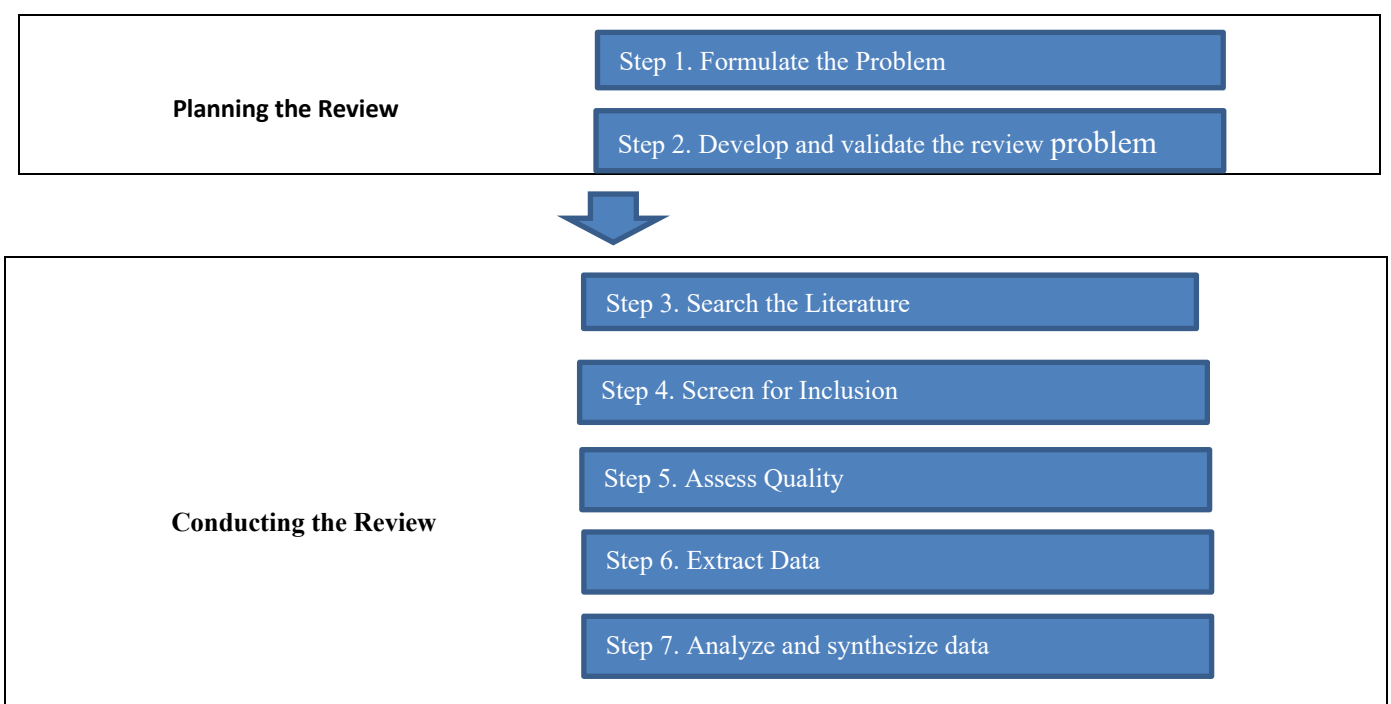 Planning the Review
Step 1. Formulate the Problem
Step 2. Develop and validate the review problem
Conducting the Review
Step 3. Search the Literature
Step 4. Screen for Inclusion
Step 5. Assess Quality
Step 6. Extract Data
Step 7. Analyze and synthesize data